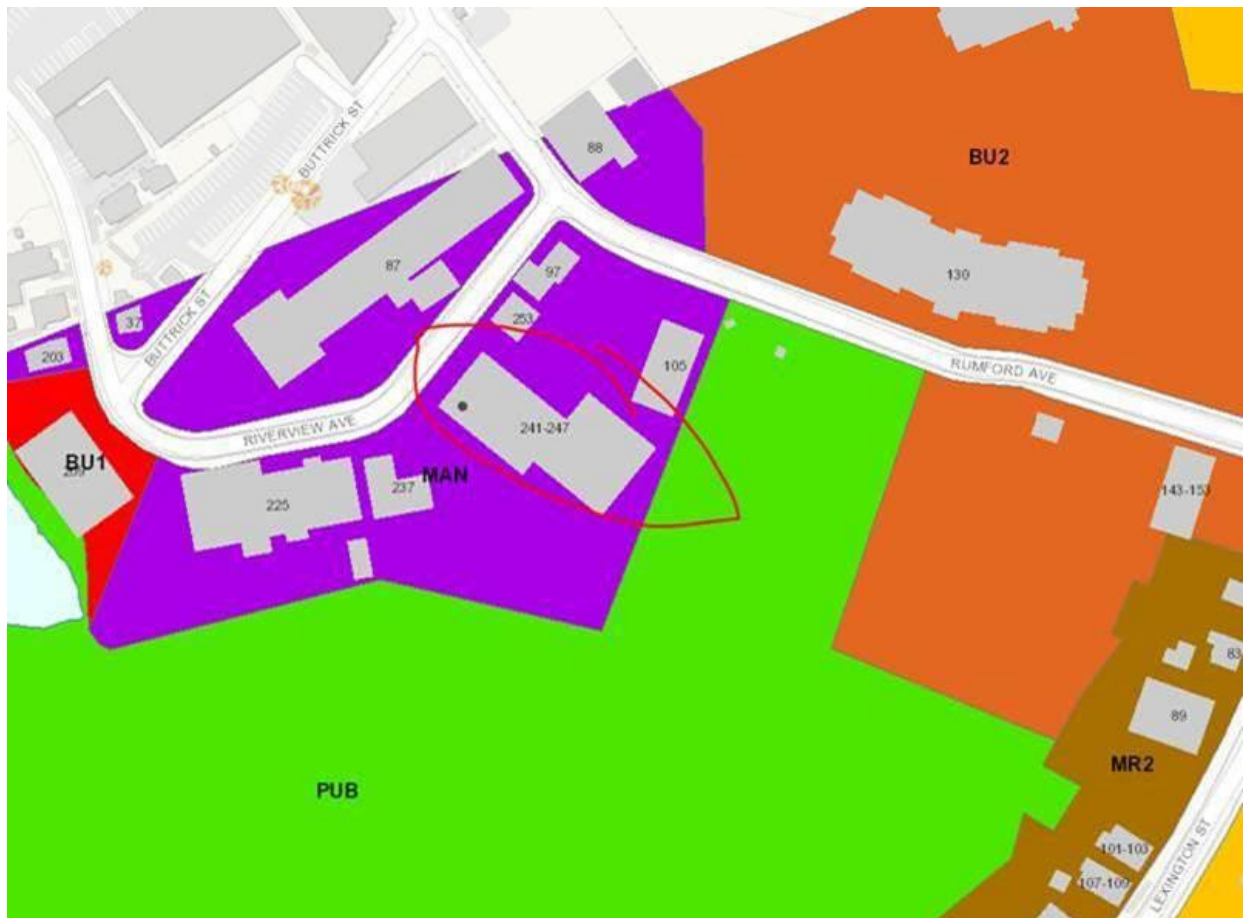 BUTTRICK ST
88
BU2
87
97
130
37
BUTTRICK ST
253
203
105
RUMFORD AVE
RIVERVIEW AVE
241-247
BU1
209
MAN
237
225
143-153
83
89
MR2
PUB
101-103
107-109
LEXINGTON ST